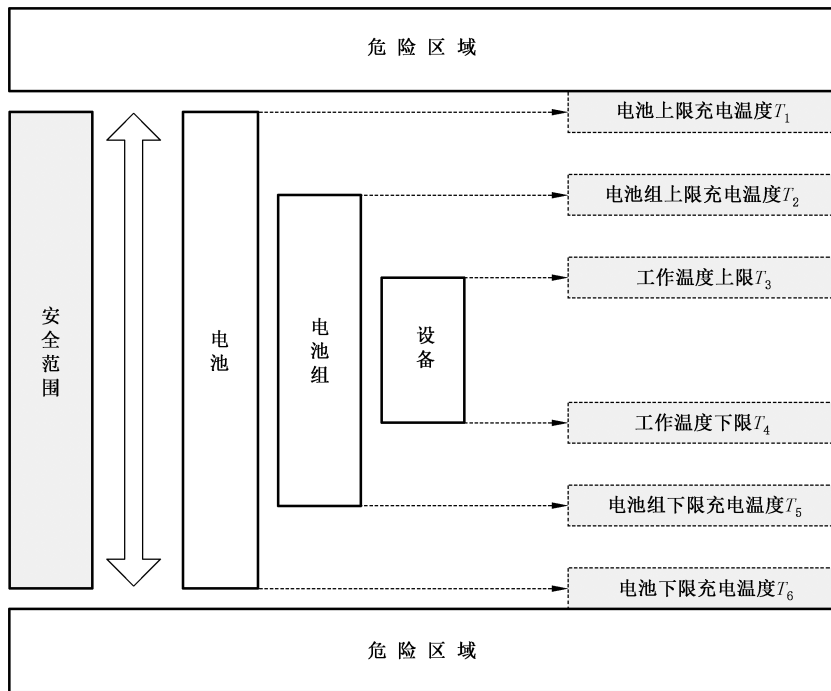 危险区域
电池上限充电温度T₁
电池组上限充电温度T₂
工作温度上限T₃
安全范围
电池
电池组
设备
工作温度下限T₄
电池组下限充电温度T₅
电池下限充电温度T₆
危险区域